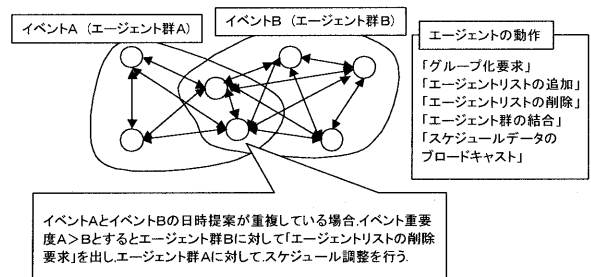 イベントA (エージェント群A)
イベントB (エージェント群B)
エージェントの動作
「グループ化要求」
「エージェントリストの追加」
「エージェントリストの削除」
「エージェント群の結合」
「スケジュールデータの
ブロードキャスト」
イベントAとイベントBの日時提案が重複している場合,イベント重要
度A>Bとするとエージェント群Bに対して「エージェントリストの削除
要求」を出し,エージェント群Aに対して,スケジュール調整を行う.